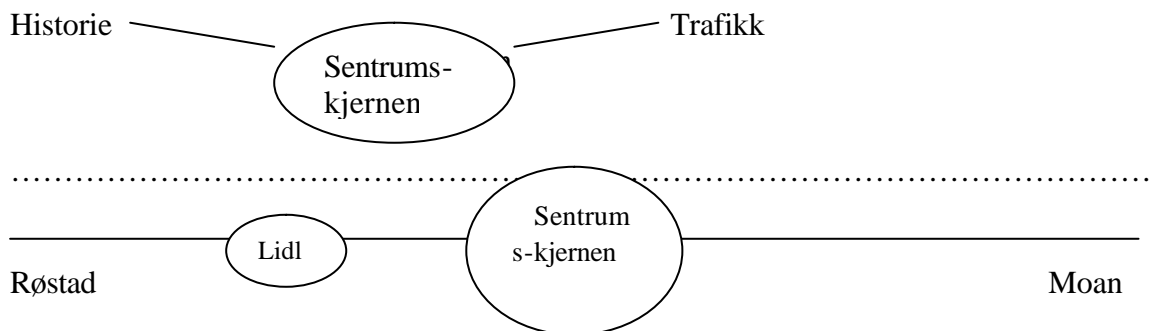 Historie Trafikk
Sentrums-
kjernen
Sentrum
s-kjernen
Lidl
Røstad Moan